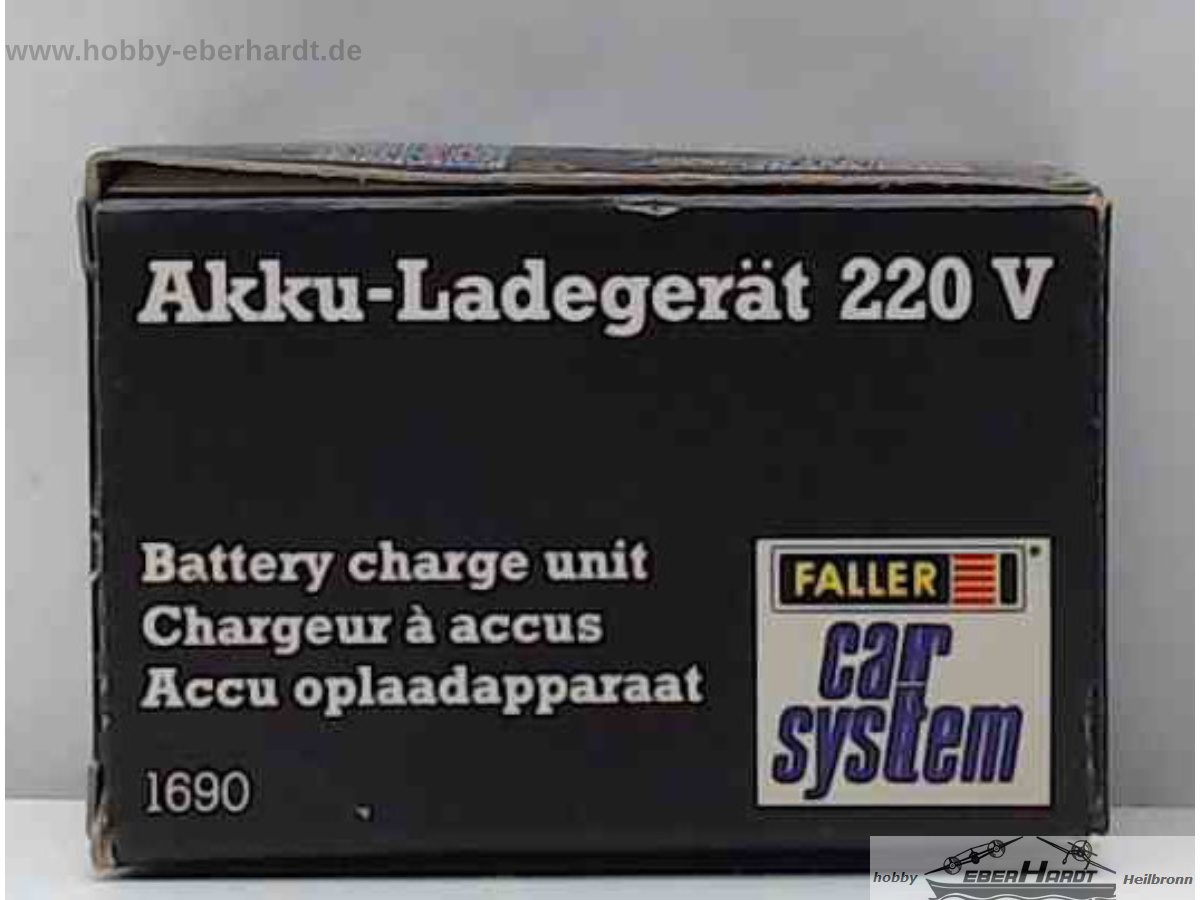 www.hobby-eberhardt.de
Akku-Ladegerät 220 V
Battery charge unit
Chargeur à accus
Accu oplaadapparaat
1690
FALLER
car
system
hobby EBERHARDT Heilbronn